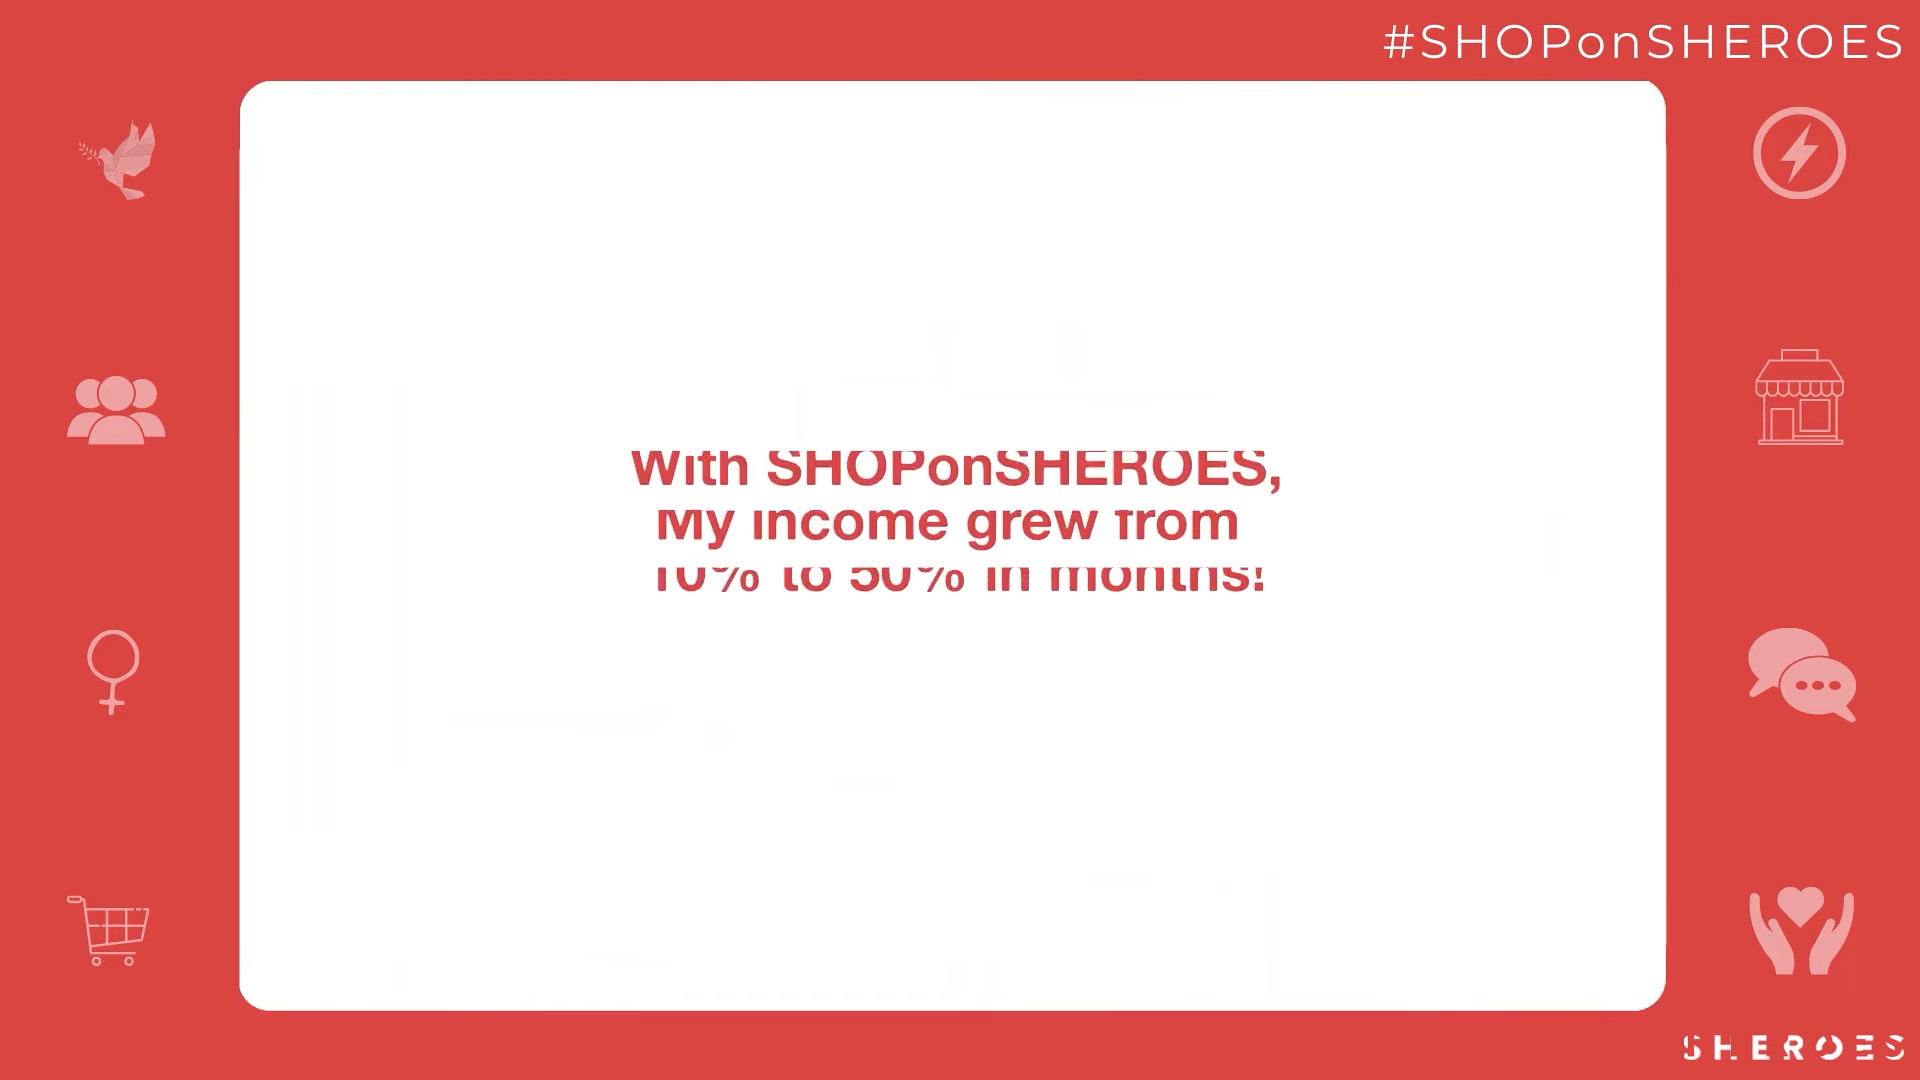 #SHOPonSHEROES
With SHOPonSHEROES,
My income grew from
10% to 50% in months!
SHEROES